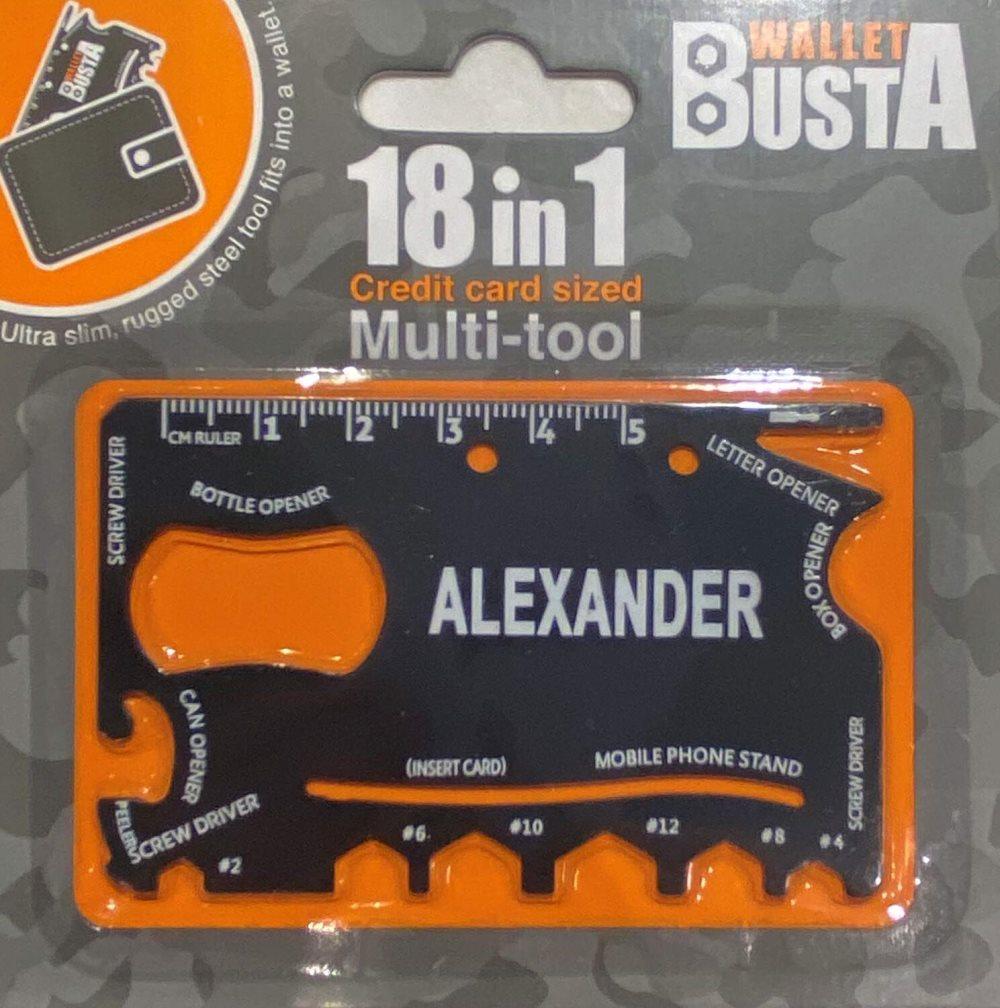 WALLET
BUSTA
WALLET
BUSTA
Ultra slim, rugged steel tool fits into a wallet.
18 in 1
Credit card sized
Multi-tool
CM RULER 1 2 3 4 5
SCREW DRIVER
BOTTLE OPENER
LETTER OPENER
BOX OPENER
ALEXANDER
CAN OPENER
(INSERT CARD)
MOBILE PHONE STAND
SCREW DRIVER
PEELER
SCREW DRIVER
#2 #6 #10 #12 #8 #4